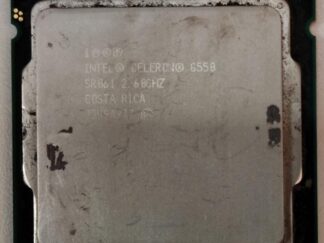 INTEL® CELERON® G550
SR061 2.60GHZ
COSTA RICA